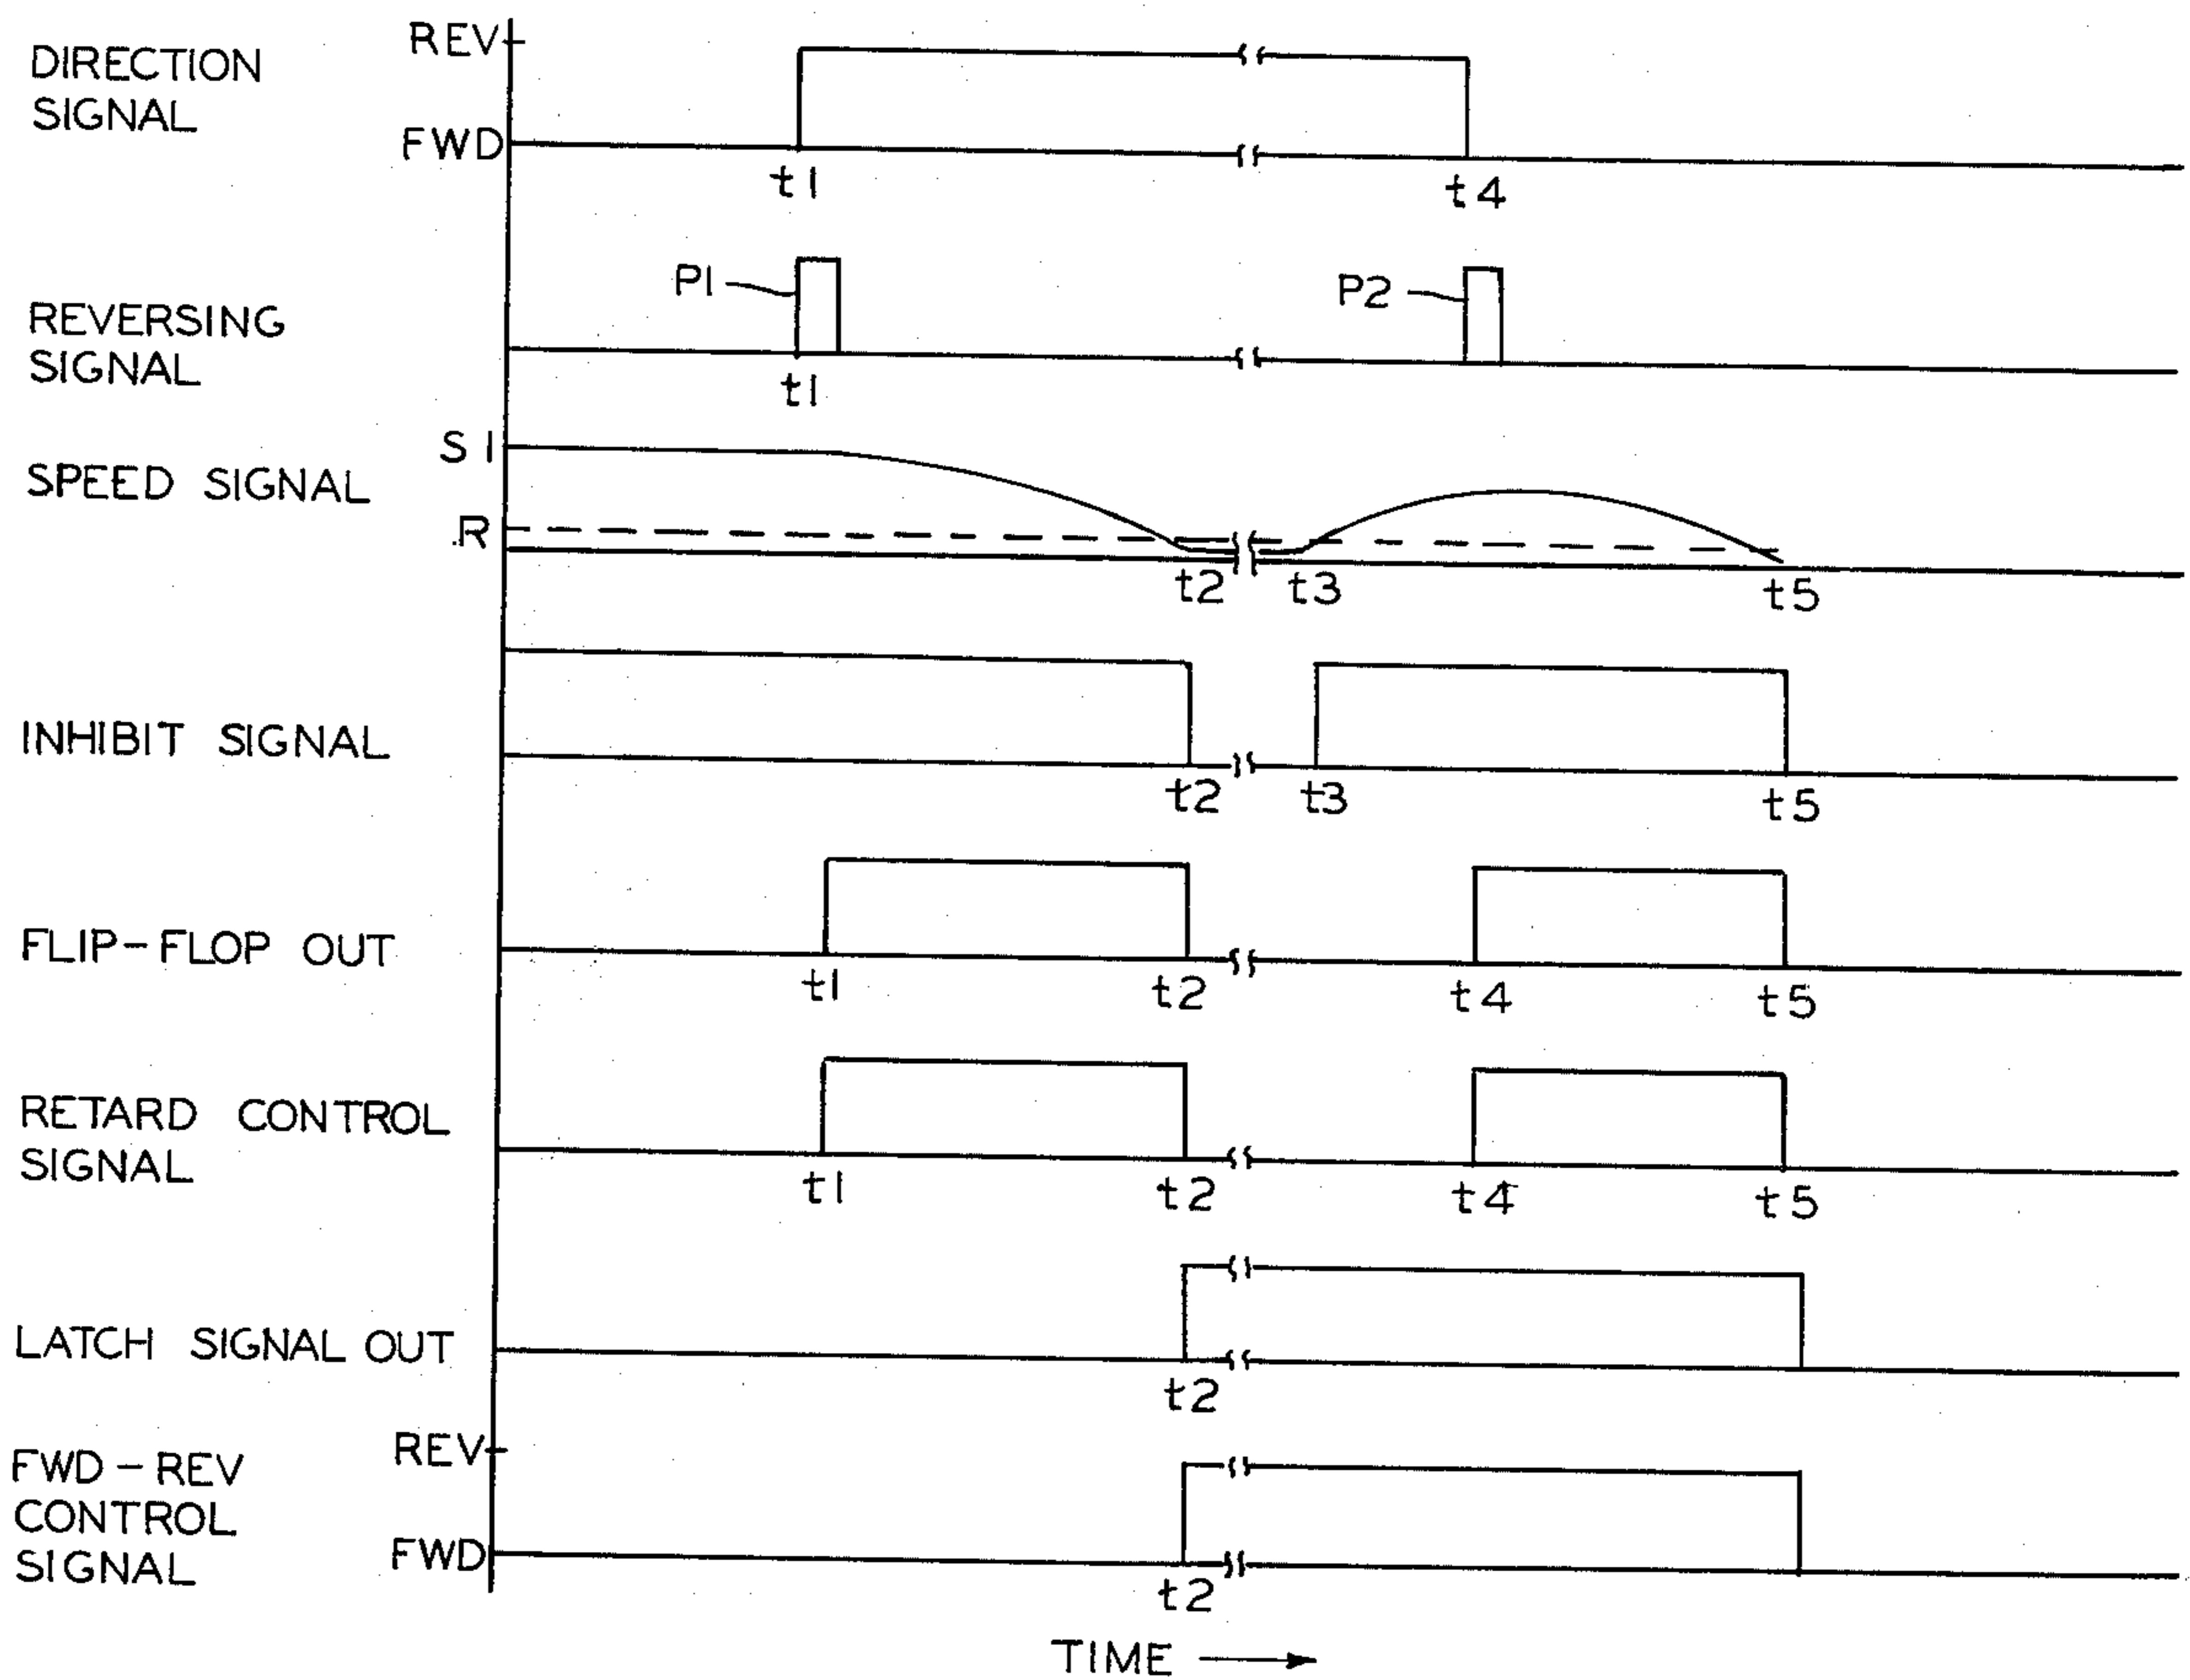 REV
DIRECTION
SIGNAL
FWD
t1
t4
P1
P2
REVERSING
SIGNAL
t1
S1
SPEED SIGNAL
R
t2
t3
t5
INHIBIT SIGNAL
t2
t3
t5
FLIP-FLOP OUT
t1
t2
t4
t5
RETARD CONTROL
SIGNAL
t1
t2
t4
t5
LATCH SIGNAL OUT
t2
REV
FWD-REV
CONTROL
SIGNAL
FWD
t2
TIME